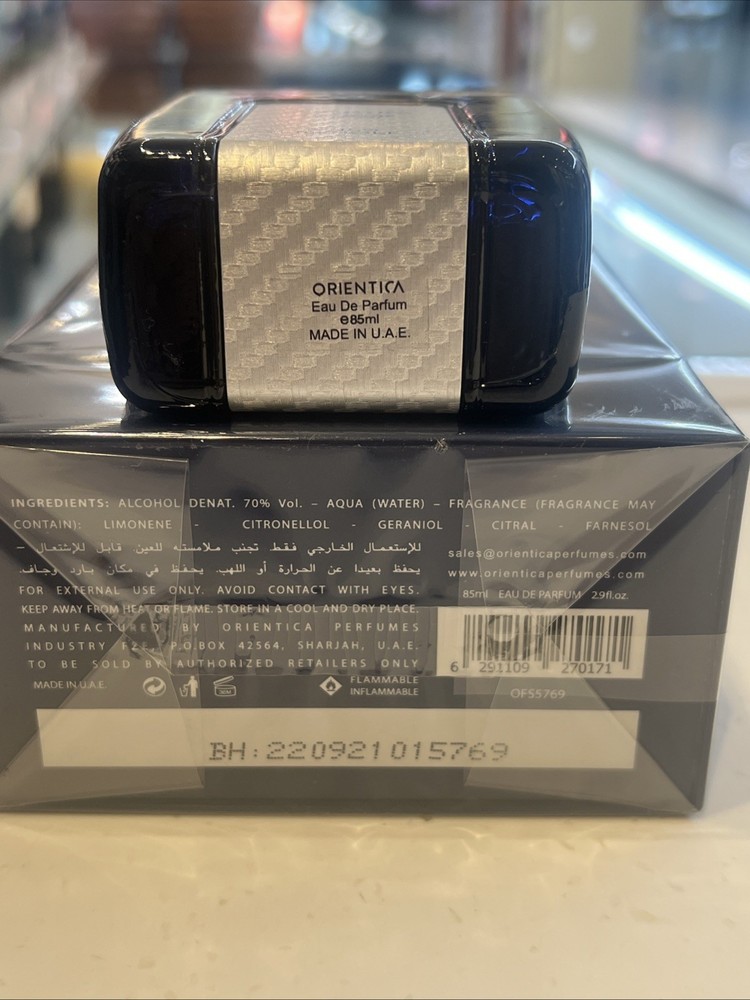 ORIENTICA
Eau De Parfum
℮85ml
MADE IN U.A.E.
INGREDIENTS: ALCOHOL DENAT. 70% Vol. – AQUA (WATER) – FRAGRANCE (FRAGRANCE MAY
CONTAIN): LIMONENE - CITRONELLOL - GERANIOL - CITRAL - FARNESOL
للإستعمال الخارجي فقط تجنب ملامسته للعين قابل للإشتعال –
يحفظ بعيدا عن الحرارة أو اللهب. يحفظ في مكان بارد وجاف.
sales@orienticaperfumes.com
www.orienticaperfumes.com
FOR EXTERNAL USE ONLY. AVOID CONTACT WITH EYES.
85ml EAU DE PARFUM 2.9fl.oz.
KEEP AWAY FROM HEAT OR FLAME. STORE IN A COOL AND DRY PLACE.
MANUFACTURED BY ORIENTICA PERFUMES
INDUSTRY FZE, P.O.BOX 42564, SHARJAH, U.A.E.
TO BE SOLD BY AUTHORIZED RETAILERS ONLY
6 291109 270171
MADE IN U.A.E.
FLAMMABLE
INFLAMMABLE
OF55769
BH:220921015769